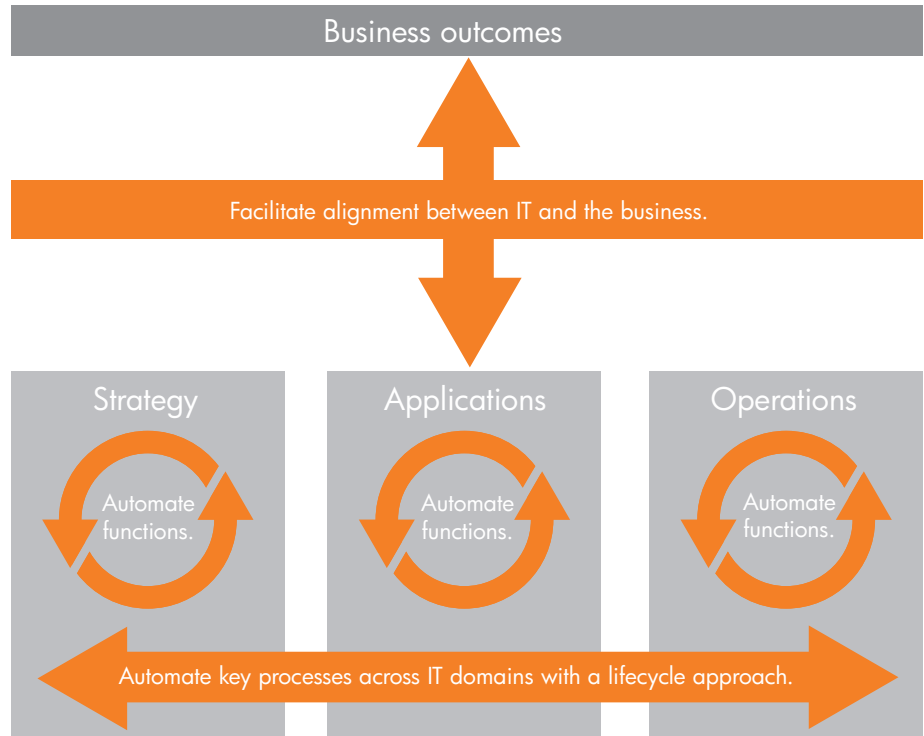 Business outcomes
Facilitate alignment between IT and the business.
Strategy
Automate
functions.
Applications
Automate
functions.
Operations
Automate
functions.
Automate key processes across IT domains with a lifecycle approach.